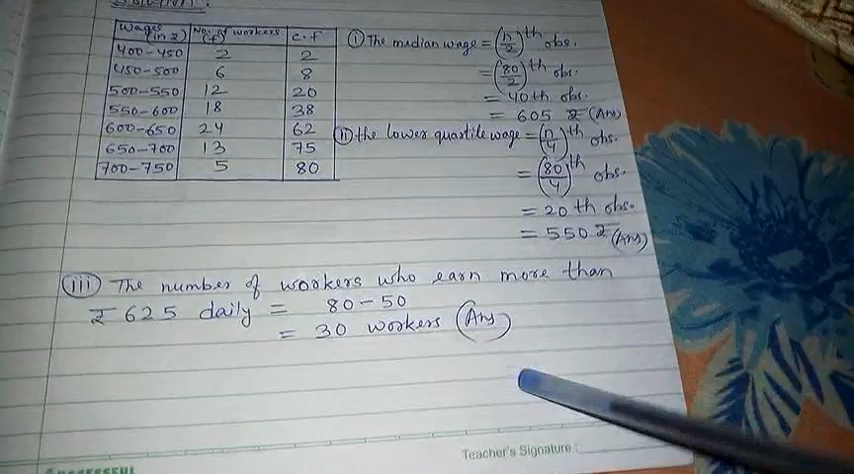 Solution :
Wages (in ₹) No. of workers (f) c.f
400-450 2 2
450-500 6 8
500-550 12 20
550-600 18 38
600-650 24 62
650-700 13 75
700-750 5 80
(i) The median wage = (n/2)th obs.
= (80/2)th obs.
= 40th obs.
= 605 ₹ (Ans)
(ii) the lower quartile wage = (n/4)th obs.
= (80/4)th obs.
= 20th obs.
= 550 ₹ (Ans)
(iii) The number of workers who earn more than
₹ 625 daily = 80-50
= 30 workers (Ans)
Teacher's Signature :
SUCCESSFUL